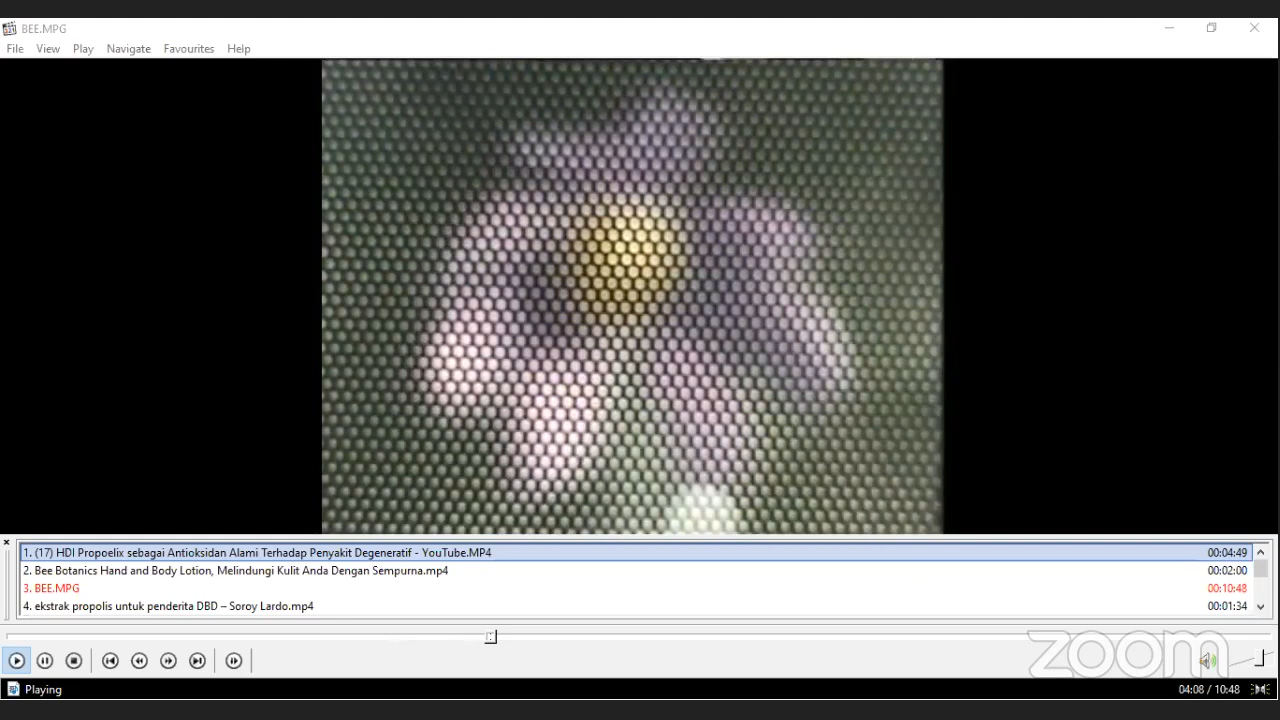 BEE.MPG
File View Play Navigate Favourites Help
1. (17) HDI Propoelix sebagai Antioksidan Alami Terhadap Penyakit Degeneratif - YouTube.MP4 00:04:49
2. Bee Botanics Hand and Body Lotion, Melindungi Kulit Anda Dengan Sempurna.mp4 00:02:00
3. BEE.MPG 00:10:48
4. ekstrak propolis untuk penderita DBD – Soroy Lardo.mp4 00:01:34
zoom
Playing 04:08 / 10:48